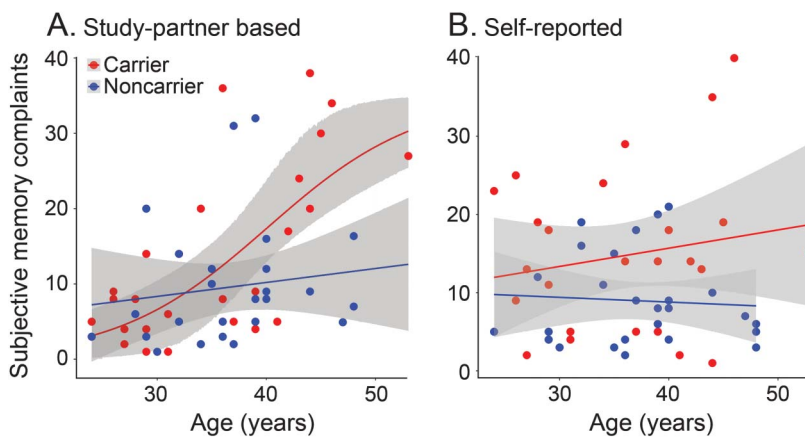 A. Study-partner based
B. Self-reported
Carrier
Noncarrier
Subjective memory complaints
40
30
20
10
0
30
40
50
Age (years)
40
30
20
10
0
30
40
50
Age (years)